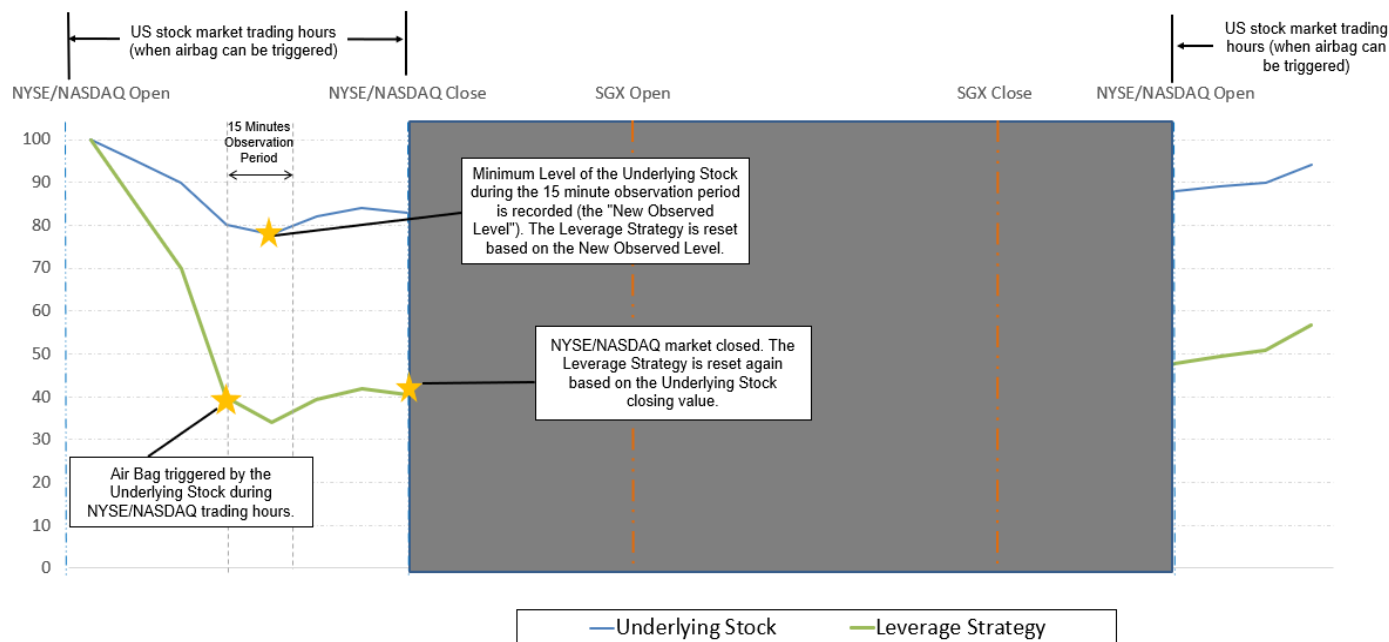 US stock market trading hours
(when airbag can be triggered)
US stock market trading
hours (when airbag can
be triggered)
NYSE/NASDAQ Open
NYSE/NASDAQ Close
SGX Open
SGX Close
NYSE/NASDAQ Open
15 Minutes
Observation
Period
100
90
80
70
60
50
40
30
20
10
0
Minimum Level of the Underlying Stock
during the 15 minute observation period
is recorded (the "New Observed
Level"). The Leverage Strategy is reset
based on the New Observed Level.
NYSE/NASDAQ market closed. The
Leverage Strategy is reset again
based on the Underlying Stock
closing value.
Air Bag triggered by the
Underlying Stock during
NYSE/NASDAQ trading hours.
Underlying Stock
Leverage Strategy